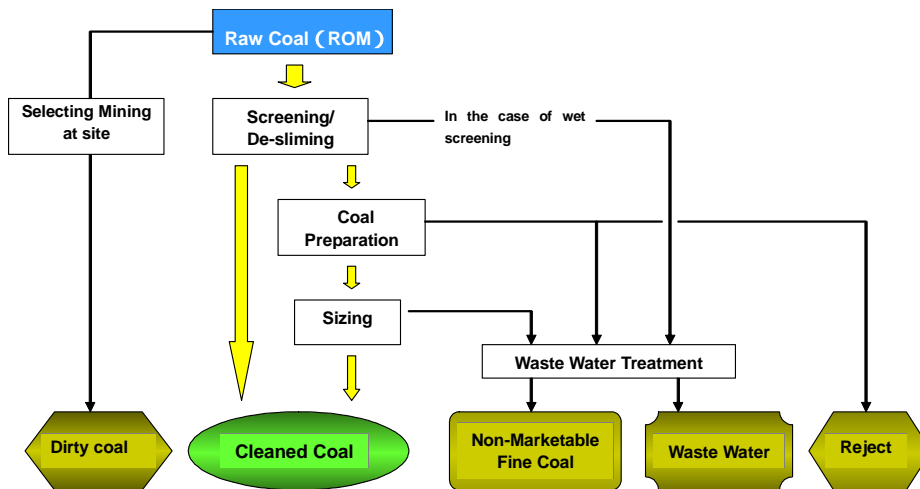 Raw Coal（ROM）
Selecting Mining
at site
Screening/
De-sliming
In the case of wet
screening
Coal
Preparation
Sizing
Waste Water Treatment
Dirty coal
Cleaned Coal
Non-Marketable
Fine Coal
Waste Water
Reject